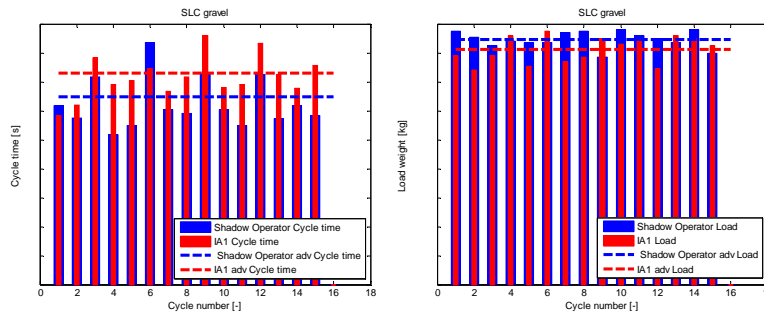 SLC gravel
Cycle time [s]
Shadow Operator Cycle time
IA1 Cycle time
Shadow Operator adv Cycle time
IA1 adv Cycle time
0 2 4 6 8 10 12 14 16 18
Cycle number [-]
SLC gravel
Load weight [kg]
Shadow Operator Load
IA1 Load
Shadow Operator adv Load
IA1 adv Load
0 2 4 6 8 10 12 14 16 18
Cycle number [-]